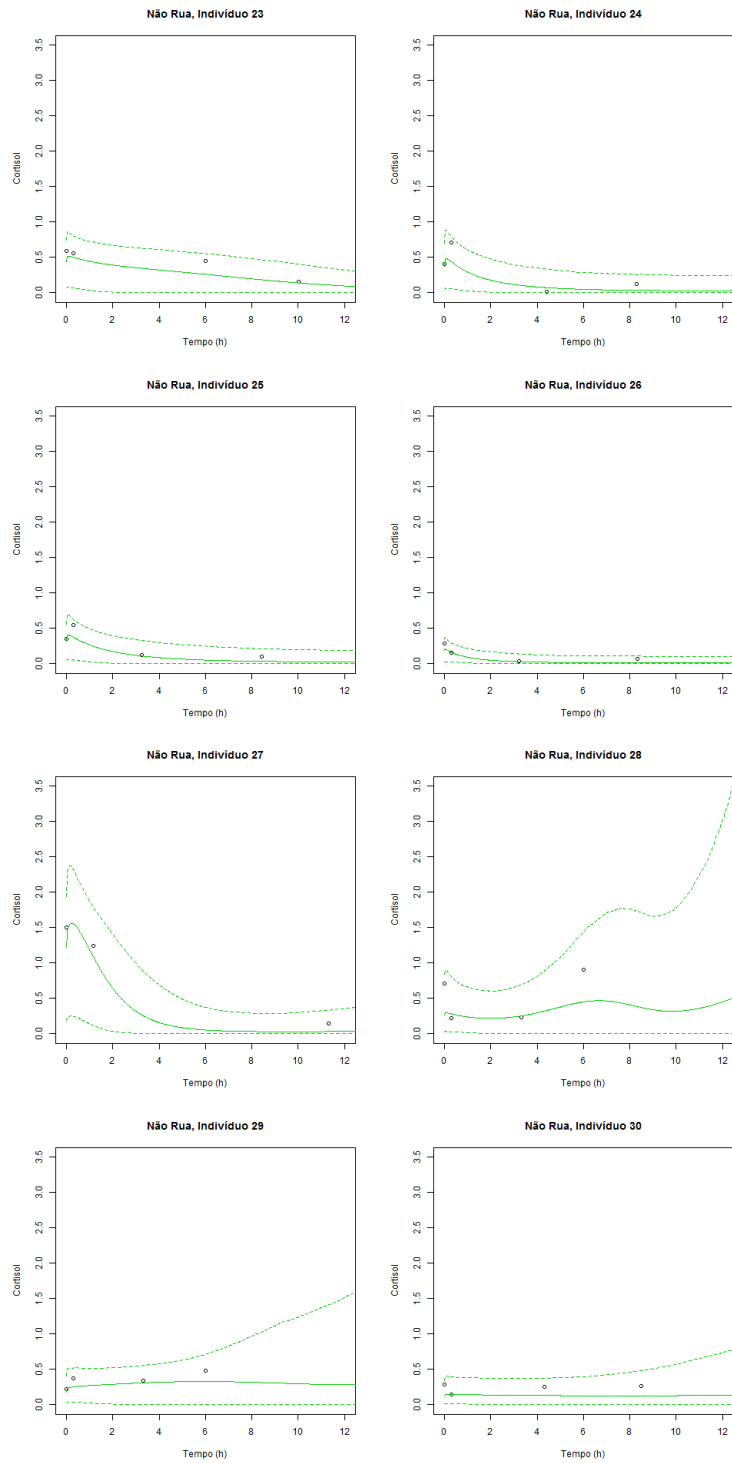 Não Rua, Indivíduo 23
3.5
3.0
2.5
2.0
1.5
1.0
0.5
0.0
Cortisol
0 2 4 6 8 10 12
Tempo (h)
Não Rua, Indivíduo 24
3.5
3.0
2.5
2.0
1.5
1.0
0.5
0.0
Cortisol
0 2 4 6 8 10 12
Tempo (h)
Não Rua, Indivíduo 25
3.5
3.0
2.5
2.0
1.5
1.0
0.5
0.0
Cortisol
0 2 4 6 8 10 12
Tempo (h)
Não Rua, Indivíduo 26
3.5
3.0
2.5
2.0
1.5
1.0
0.5
0.0
Cortisol
0 2 4 6 8 10 12
Tempo (h)
Não Rua, Indivíduo 27
3.5
3.0
2.5
2.0
1.5
1.0
0.5
0.0
Cortisol
0 2 4 6 8 10 12
Tempo (h)
Não Rua, Indivíduo 28
3.5
3.0
2.5
2.0
1.5
1.0
0.5
0.0
Cortisol
0 2 4 6 8 10 12
Tempo (h)
Não Rua, Indivíduo 29
3.5
3.0
2.5
2.0
1.5
1.0
0.5
0.0
Cortisol
0 2 4 6 8 10 12
Tempo (h)
Não Rua, Indivíduo 30
3.5
3.0
2.5
2.0
1.5
1.0
0.5
0.0
Cortisol
0 2 4 6 8 10 12
Tempo (h)